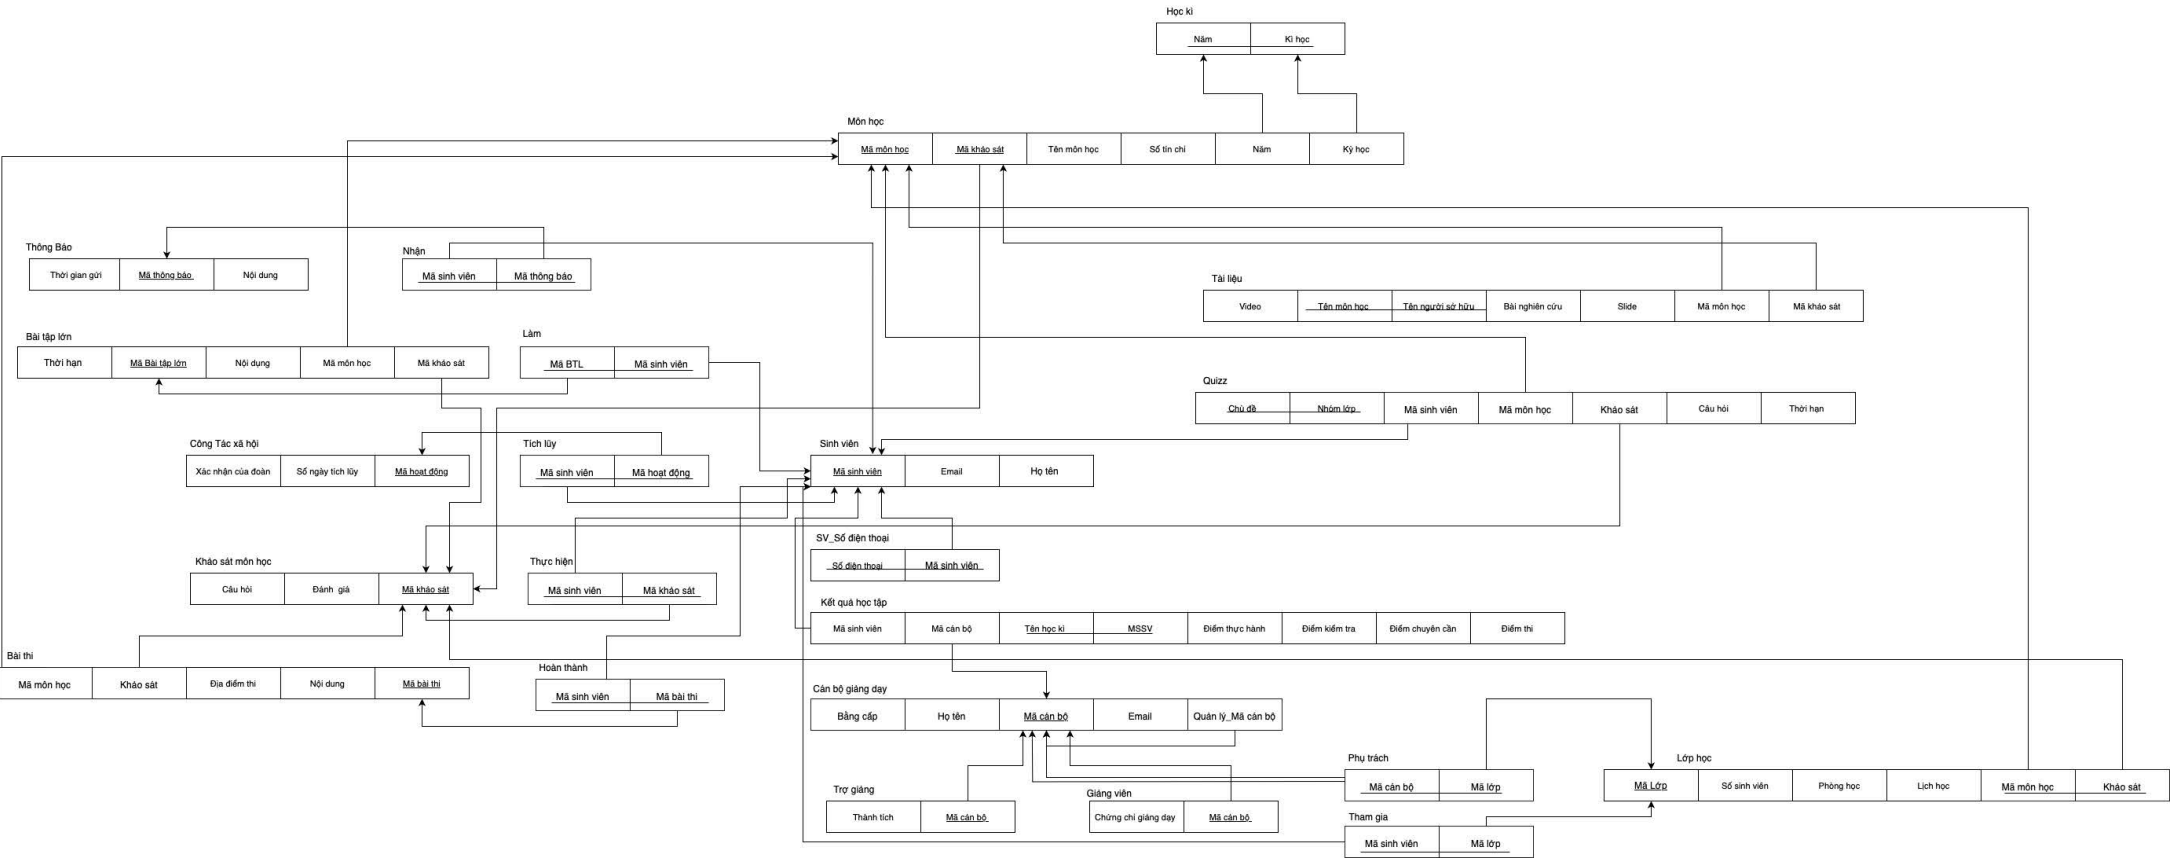 Học kì
Năm Kì học
Môn học
Mã môn học Mã khảo sát Tên môn học Số tín chỉ Năm Kỳ học
Thông Báo
Thời gian gửi Mã thông báo Nội dung
Nhận
Mã sinh viên Mã thông báo
Tài liệu
Video Tên môn học Tên người sở hữu Bài nghiên cứu Slide Mã môn học Mã khảo sát
Bài tập lớn
Thời hạn Mã Bài tập lớn Nội dụng Mã môn học Mã khảo sát
Làm
Mã BTL Mã sinh viên
Quizz
Chủ đề Nhóm lớp Mã sinh viên Mã môn học Khảo sát Câu hỏi Thời hạn
Công Tác xã hội
Xác nhận của đoàn Số ngày tích lũy Mã hoạt động
Tích lũy
Mã sinh viên Mã hoạt động
Sinh viên
Mã sinh viên Email Họ tên
SV_Số điện thoại
Số điện thoại Mã sinh viên
Khảo sát môn học
Câu hỏi Đánh giá Mã khảo sát
Thực hiện
Mã sinh viên Mã khảo sát
Kết quả học tập
Mã sinh viên Mã cán bộ Tên học kì MSSV Điểm thực hành Điểm kiểm tra Điểm chuyên cần Điểm thi
Bài thi
Mã môn học Khảo sát Địa điểm thi Nội dung Mã bài thi
Hoàn thành
Mã sinh viên Mã bài thi
Cán bộ giảng dạy
Bằng cấp Họ tên Mã cán bộ Email Quản lý_Mã cán bộ
Phụ trách
Mã cán bộ Mã lớp
Lớp học
Mã Lớp Số sinh viên Phòng học Lịch học Mã môn học Khảo sát
Trợ giảng
Thành tích Mã cán bộ
Giảng viên
Chứng chỉ giảng dạy Mã cán bộ
Tham gia
Mã sinh viên Mã lớp